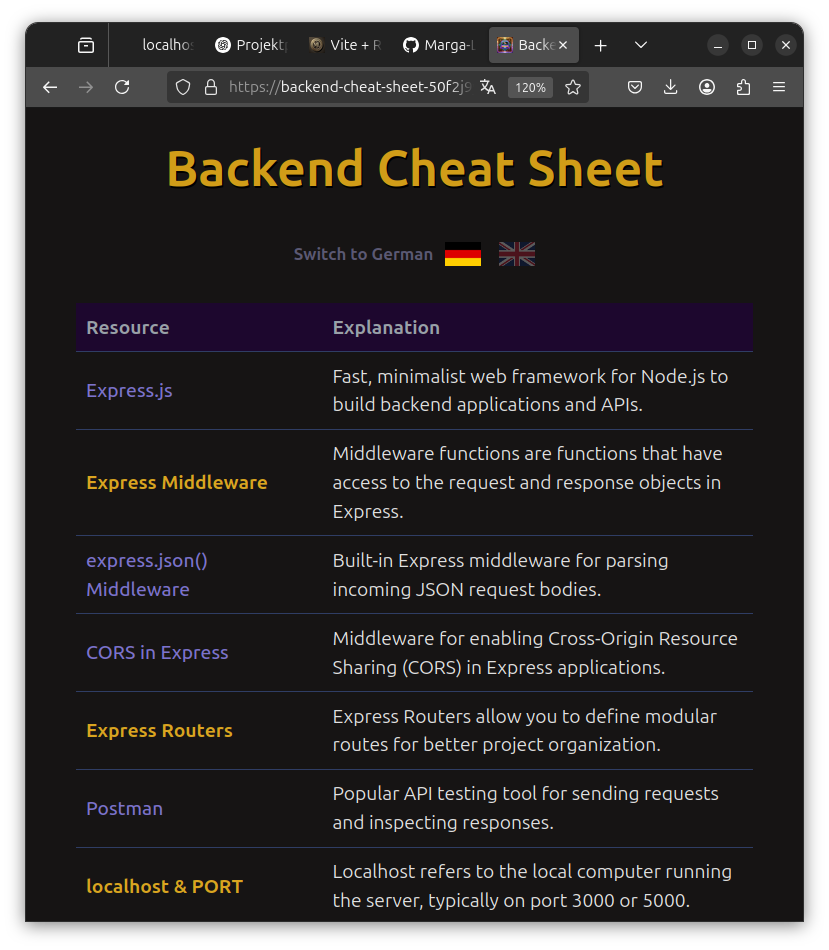 localhos
Projekt
Vite + R
Marga-L
Backe
https://backend-cheat-sheet-50f2j9
120%
Backend Cheat Sheet
Switch to German
Resource Explanation
Express.js
Fast, minimalist web framework for Node.js to
build backend applications and APIs.
Express Middleware
Middleware functions are functions that have
access to the request and response objects in
Express.
express.json()
Middleware
Built-in Express middleware for parsing
incoming JSON request bodies.
CORS in Express
Middleware for enabling Cross-Origin Resource
Sharing (CORS) in Express applications.
Express Routers
Express Routers allow you to define modular
routes for better project organization.
Postman
Popular API testing tool for sending requests
and inspecting responses.
localhost & PORT
Localhost refers to the local computer running
the server, typically on port 3000 or 5000.